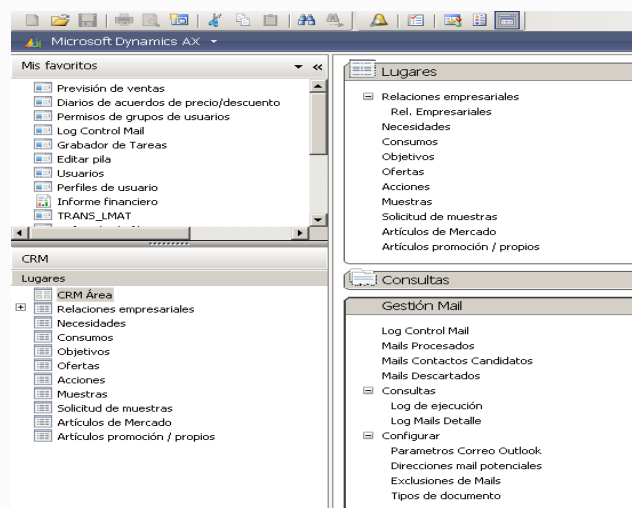 Microsoft Dynamics AX
Mis favoritos
Previsión de ventas
Diarios de acuerdos de precio/descuento
Permisos de grupos de usuarios
Log Control Mail
Grabador de Tareas
Editar pila
Usuarios
Perfiles de usuario
Informe financiero
TRANS_LMAT
CRM
Lugares
CRM Área
Relaciones empresariales
Necesidades
Consumos
Objetivos
Ofertas
Acciones
Muestras
Solicitud de muestras
Artículos de Mercado
Artículos promoción / propios
Lugares
Relaciones empresariales
Rel. Empresariales
Necesidades
Consumos
Objetivos
Ofertas
Acciones
Muestras
Solicitud de muestras
Artículos de Mercado
Artículos promoción / propios
Consultas
Gestión Mail
Log Control Mail
Mails Procesados
Mails Contactos Candidatos
Mails Descartados
Consultas
Log de ejecución
Log Mails Detalle
Configurar
Parametros Correo Outlook
Direcciones mail potenciales
Exclusiones de Mails
Tipos de documento